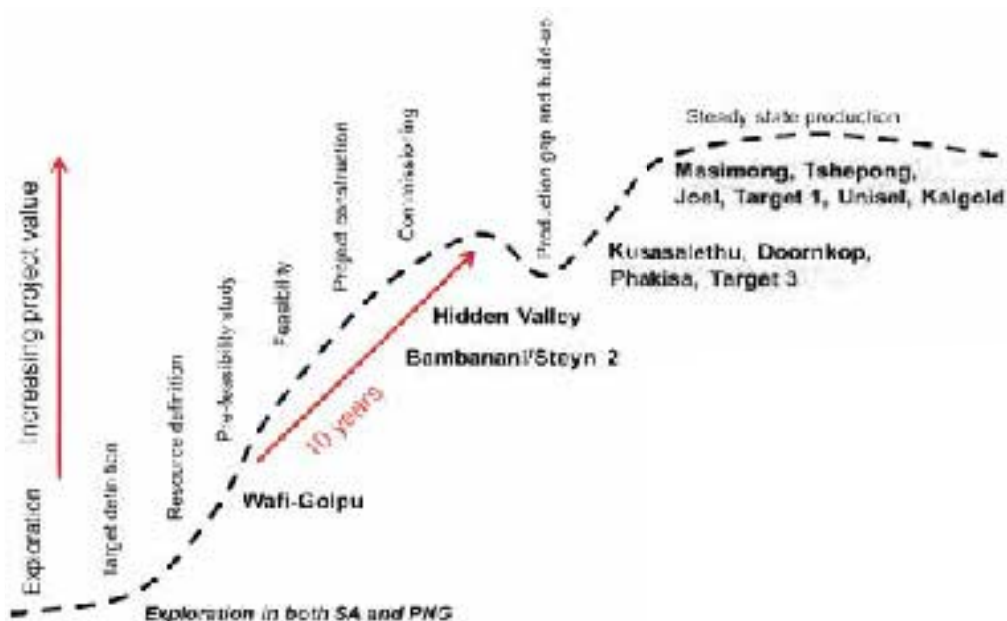 Increasing project value
Exploration
Target definition
Resource definition
Pre-feasibility study
Feasibility
Project construction
Commissioning
Production gap and build-up
Steady state production
Masimong, Tshepong,
Joel, Target 1, Unisel, Kalgold
Kusasalethu, Doornkop,
Phakisa, Target 3
Hidden Valley
Bambanani/Steyn 2
10 years
Wafi-Golpu
Exploration in both SA and PNG